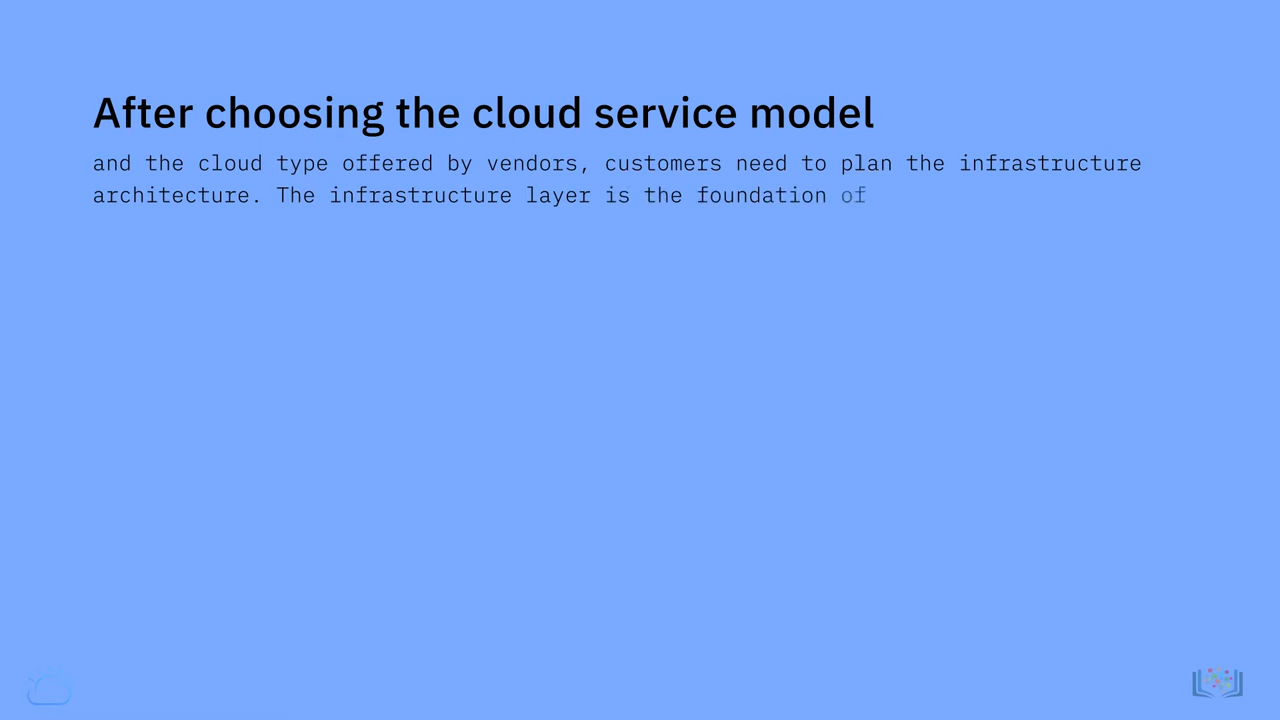 After choosing the cloud service model
and the cloud type offered by vendors, customers need to plan the infrastructure
architecture. The infrastructure layer is the foundation of